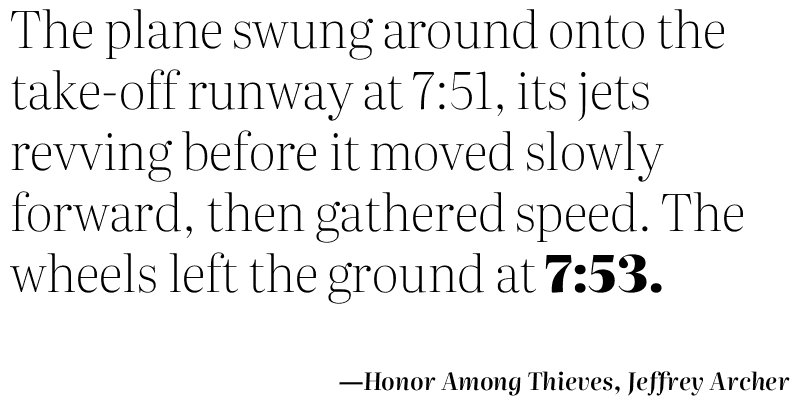 The plane swung around onto the
take-off runway at 7:51, its jets
revving before it moved slowly
forward, then gathered speed. The
wheels left the ground at 7:53.
—Honor Among Thieves, Jeffrey Archer